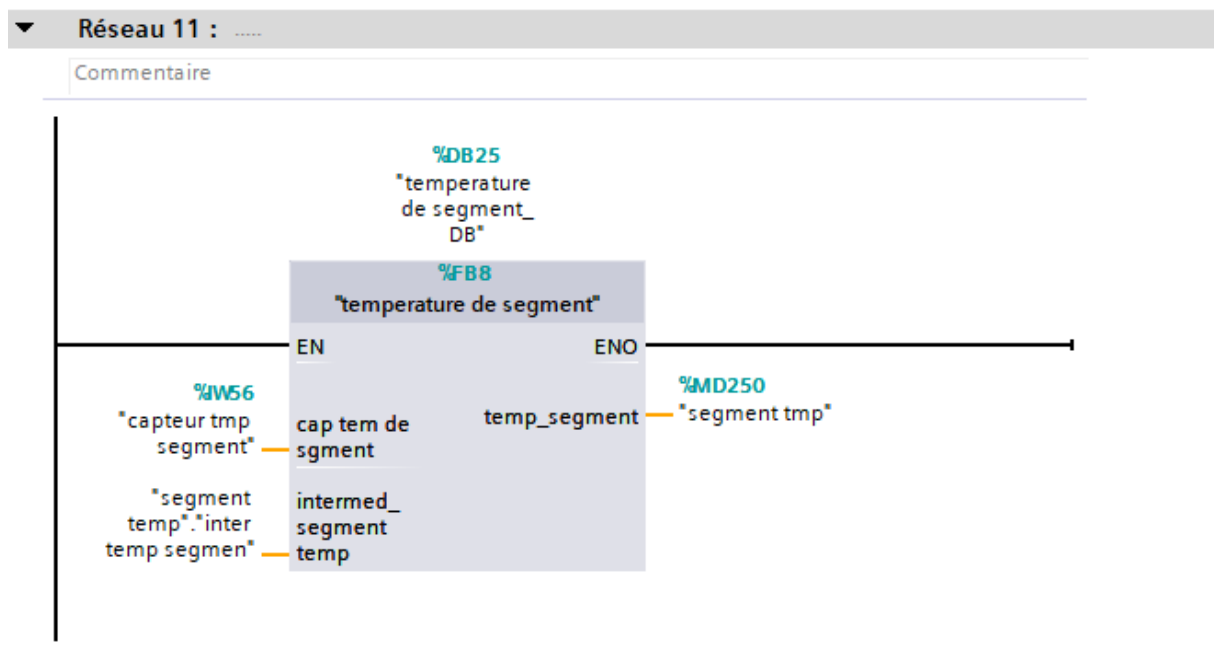 Réseau 11 : .....
Commentaire
%DB25
"temperature
de segment_
DB"
%FB8
"temperature de segment"
EN
ENO
%IW56
"capteur tmp
segment"
cap tem de
sgment
temp_segment
%MD250
"segment tmp"
"segment
temp"."inter
temp segmen"
intermed_
segment
temp